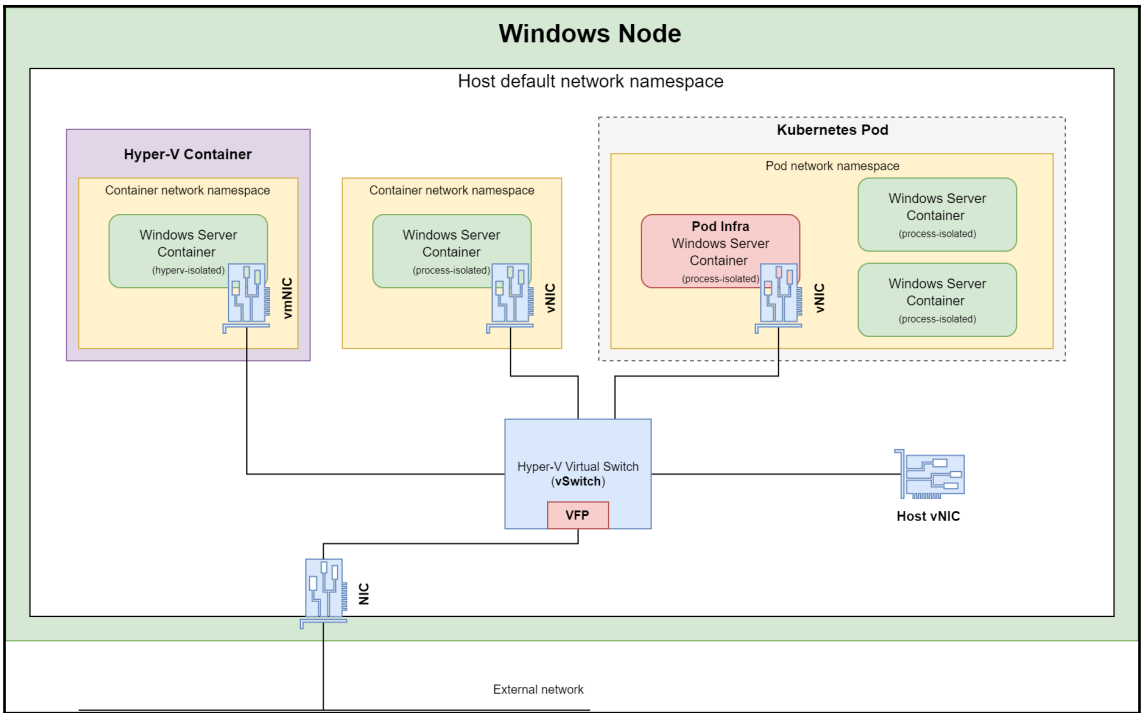 Windows Node
Host default network namespace
Hyper-V Container
Container network namespace
Windows Server
Container
(hyperv-isolated)
vmNIC
Container network namespace
Windows Server
Container
(process-isolated)
vNIC
Kubernetes Pod
Pod network namespace
Pod Infra
Windows Server
Container
(process-isolated)
vNIC
Windows Server
Container
(process-isolated)
Windows Server
Container
(process-isolated)
Hyper-V Virtual Switch
(vSwitch)
VFP
Host vNIC
NIC
External network